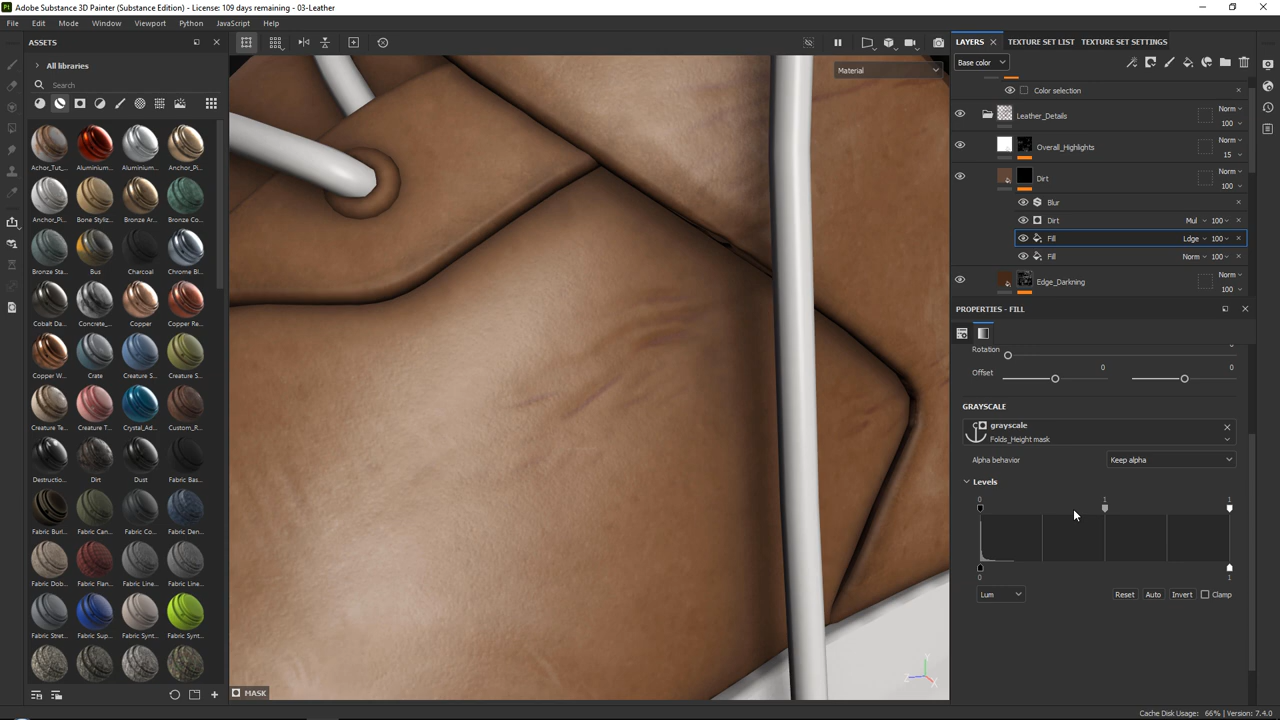 Adobe Substance 3D Painter (Substance Edition) - License: 109 days remaining - 03-Leather
File Edit Mode Window Viewport Python JavaScript Help
ASSETS
All libraries
Search
Achor_Tut_... Aluminium... Aluminium... Anchor_Pi...
Anchor_Pi... Bone Styliz... Bronze Ar... Bronze Co...
Bronze Sta... Bus Charcoal Chrome Bl...
Cobalt Da... Concrete_... Copper Copper Re...
Copper W... Crate Creature S... Creature S...
Creature Te... Creature T... Crystal_Ad... Custom_R...
Destructio... Dirt Dust Fabric Bas...
Fabric Burl... Fabric Can... Fabric Co... Fabric Den...
Fabric Dob... Fabric Flan... Fabric Line... Fabric Line...
Fabric Stret... Fabric Sup... Fabric Synt... Fabric Synt...
Material
MASK
Y
Z
X
LAYERS TEXTURE SET LIST TEXTURE SET SETTINGS
Base color
Color selection
Leather_Details Norm 100
Overall_Highlights Norm 15
Dirt Norm 100
Blur
Dirt Mul 100
Fill Ldge 100
Fill Norm 100
Edge_Darkning Norm 100
PROPERTIES - FILL
Rotation
Offset 0 0
GRAYSCALE
grayscale
Folds_Height mask
Alpha behavior Keep alpha
Levels
0 1 1
0 1
Lum Reset Auto Invert Clamp
Cache Disk Usage: 66% | Version: 7.4.0